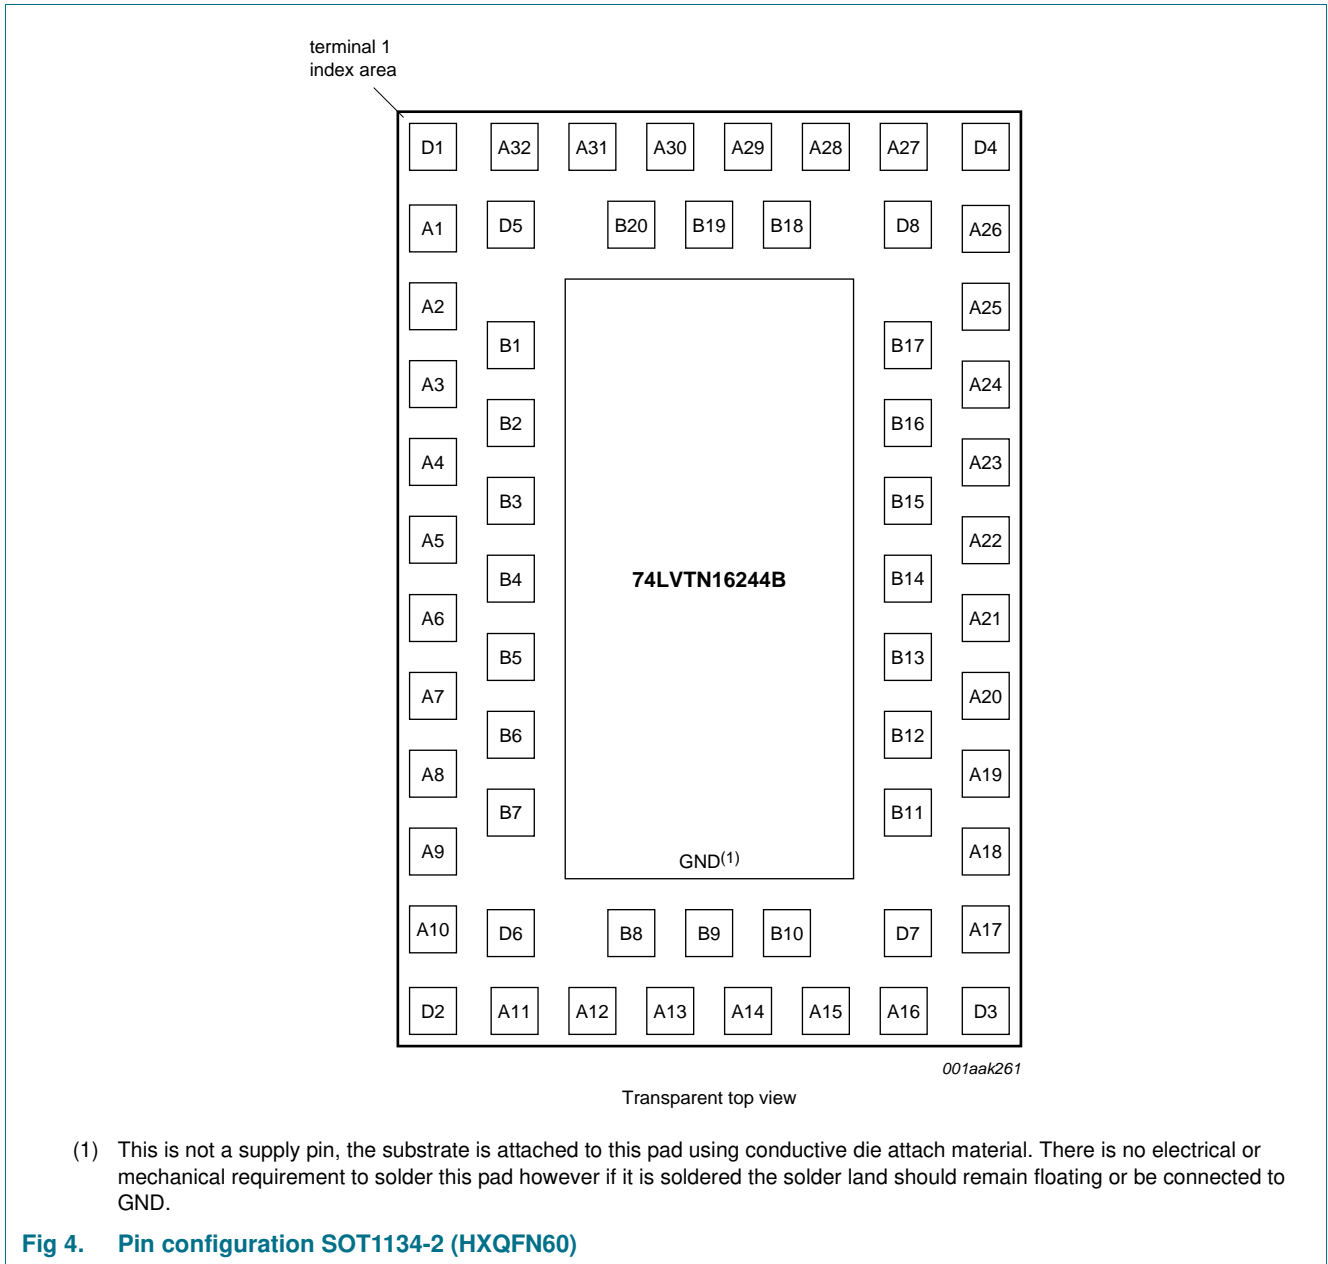 terminal 1
index area
D1 A32 A31 A30 A29 A28 A27 D4
A1 D5 B20 B19 B18 D8 A26
A2 A25
B1 B17
A3 A24
B2 B16
A4 A23
B3 B15
A5 A22
B4 74LVTN16244B B14
A6 A21
B5 B13
A7 A20
B6 B12
A8 A19
B7 B11
A9 GND(1) A18
A10 D6 B8 B9 B10 D7 A17
D2 A11 A12 A13 A14 A15 A16 D3
001aak261
Transparent top view
(1) This is not a supply pin, the substrate is attached to this pad using conductive die attach material. There is no electrical or
mechanical requirement to solder this pad however if it is soldered the solder land should remain floating or be connected to
GND.
Fig 4. Pin configuration SOT1134-2 (HXQFN60)